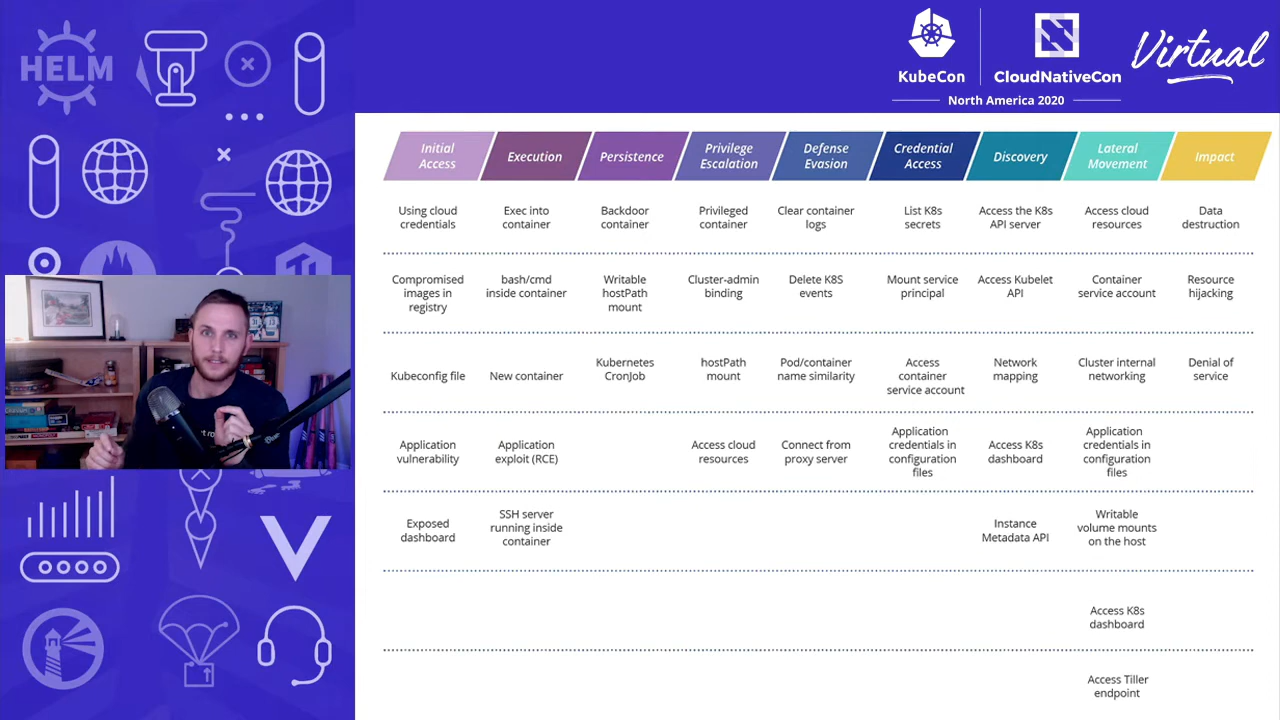 HELM
KubeCon
CloudNativeCon
Virtual
North America 2020
Initial
Access
Execution
Persistence
Privilege
Escalation
Defense
Evasion
Credential
Access
Discovery
Lateral
Movement
Impact
Using cloud
credentials
Exec into
container
Backdoor
container
Privileged
container
Clear container
logs
List K8s
secrets
Access the K8s
API server
Access cloud
resources
Data
destruction
Compromised
images in
registry
bash/cmd
inside container
Writable
hostPath
mount
Cluster-admin
binding
Delete K8S
events
Mount service
principal
Access Kubelet
API
Container
service account
Resource
hijacking
Kubeconfig file
New container
Kubernetes
CronJob
hostPath
mount
Pod/container
name similarity
Access
container
service account
Network
mapping
Cluster internal
networking
Denial of
service
Application
vulnerability
Application
exploit (RCE)
Access cloud
resources
Connect from
proxy server
Application
credentials in
configuration
files
Access K8s
dashboard
Application
credentials in
configuration
files
Exposed
dashboard
SSH server
running inside
container
Instance
Metadata API
Writable
volume mounts
on the host
Access K8s
dashboard
Access Tiller
endpoint